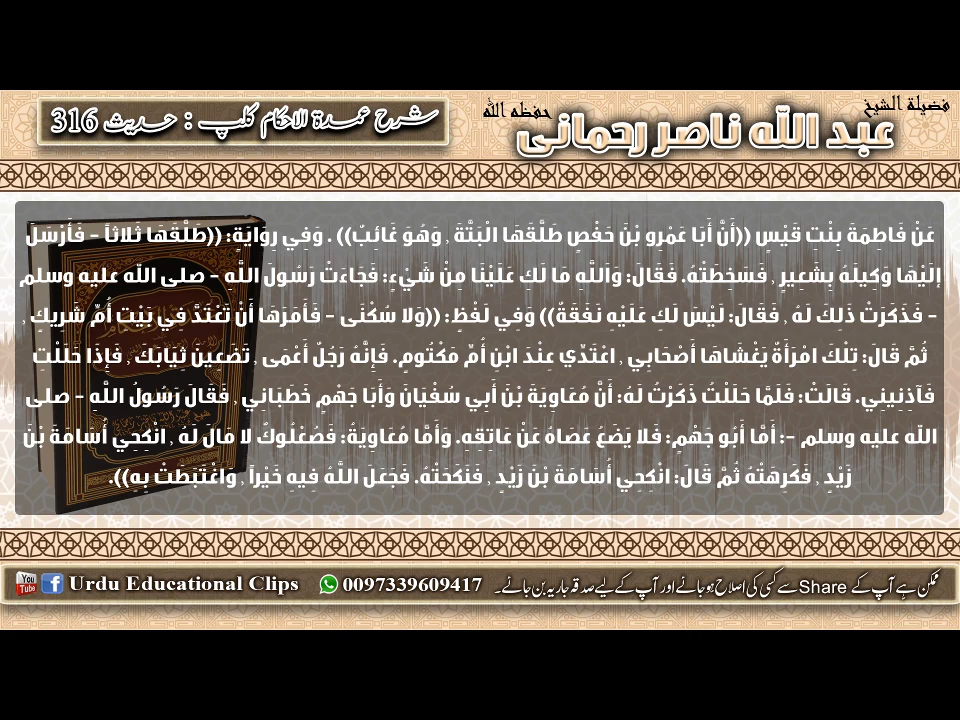 فضيلة الشيخ
عبد اللّٰه ناصر رحمانی
حفظه الله
شرح عمدة الاحکام کلپ : حديث 316
عَنْ فَاطِمَةَ بِنْتِ قَيْسٍ ((أَنَّ أَبَا عَمْرِو بْنَ حَفْصٍ طَلَّقَهَا الْبَتَّةَ , وَهُوَ غَائِبٌ)) . وَفِي رِوَايَةٍ: ((طَلَّقَهَا ثَلاثاً - فَأَرْسَلَ
إلَيْهَا وَكِيلَهُ بِشَعِيرٍ , فَسَخِطَتْهُ. فَقَالَ: وَاَللَّهِ مَا لَكِ عَلَيْنَا مِنْ شَيْءٍ: فَجَاءَتْ رَسُولَ اللَّهِ - صلى الله عليه وسلم
- فَذَكَرَتْ ذَلِكَ لَهُ , فَقَالَ: لَيْسَ لَكِ عَلَيْهِ نَفَقَةٌ)) وَفِي لَفْظٍ: ((وَلا سُكْنَى - فَأَمَرَهَا أَنْ تَعْتَدَّ فِي بَيْتِ أُمِّ شَرِيكٍ ,
ثُمَّ قَالَ: تِلْكَ امْرَأَةٌ يَغْشَاهَا أَصْحَابِي , اعْتَدِّي عِنْدَ ابْنِ أُمِّ مَكْتُومٍ. فَإِنَّهُ رَجُلٌ أَعْمَى , تَضَعِينَ ثِيَابَكَ , فَإِذَا حَلَلْتِ
فَآذِنِينِي. قَالَتْ: فَلَمَّا حَلَلْتُ ذَكَرْتُ لَهُ: أَنَّ مُعَاوِيَةَ بْنَ أَبِي سُفْيَانَ وَأَبَا جَهْمٍ خَطَبَانِي , فَقَالَ رَسُولُ اللَّهِ - صلى
الله عليه وسلم -: أَمَّا أَبُو جَهْمٍ: فَلا يَضَعُ عَصَاهُ عَنْ عَاتِقِهِ. وَأَمَّا مُعَاوِيَةُ: فَصُعْلُوكٌ لا مَالَ لَهُ , انْكِحِي أُسَامَةَ بْنَ
زَيْدٍ , فَكَرِهَتْهُ ثُمَّ قَالَ: انْكِحِي أُسَامَةَ بْنَ زَيْدٍ , فَنَكَحَتْهُ. فَجَعَلَ اللَّهُ فِيهِ خَيْراً , وَاغْتَبَطَتْ بِهِ)).
You Tube f Urdu Educational Clips 0097339609417 ممکن ہے آپ کے Share سے کسی کی اصلاح ہو جائے اور آپ کے لیے صدقہ جاریہ بن جائے۔